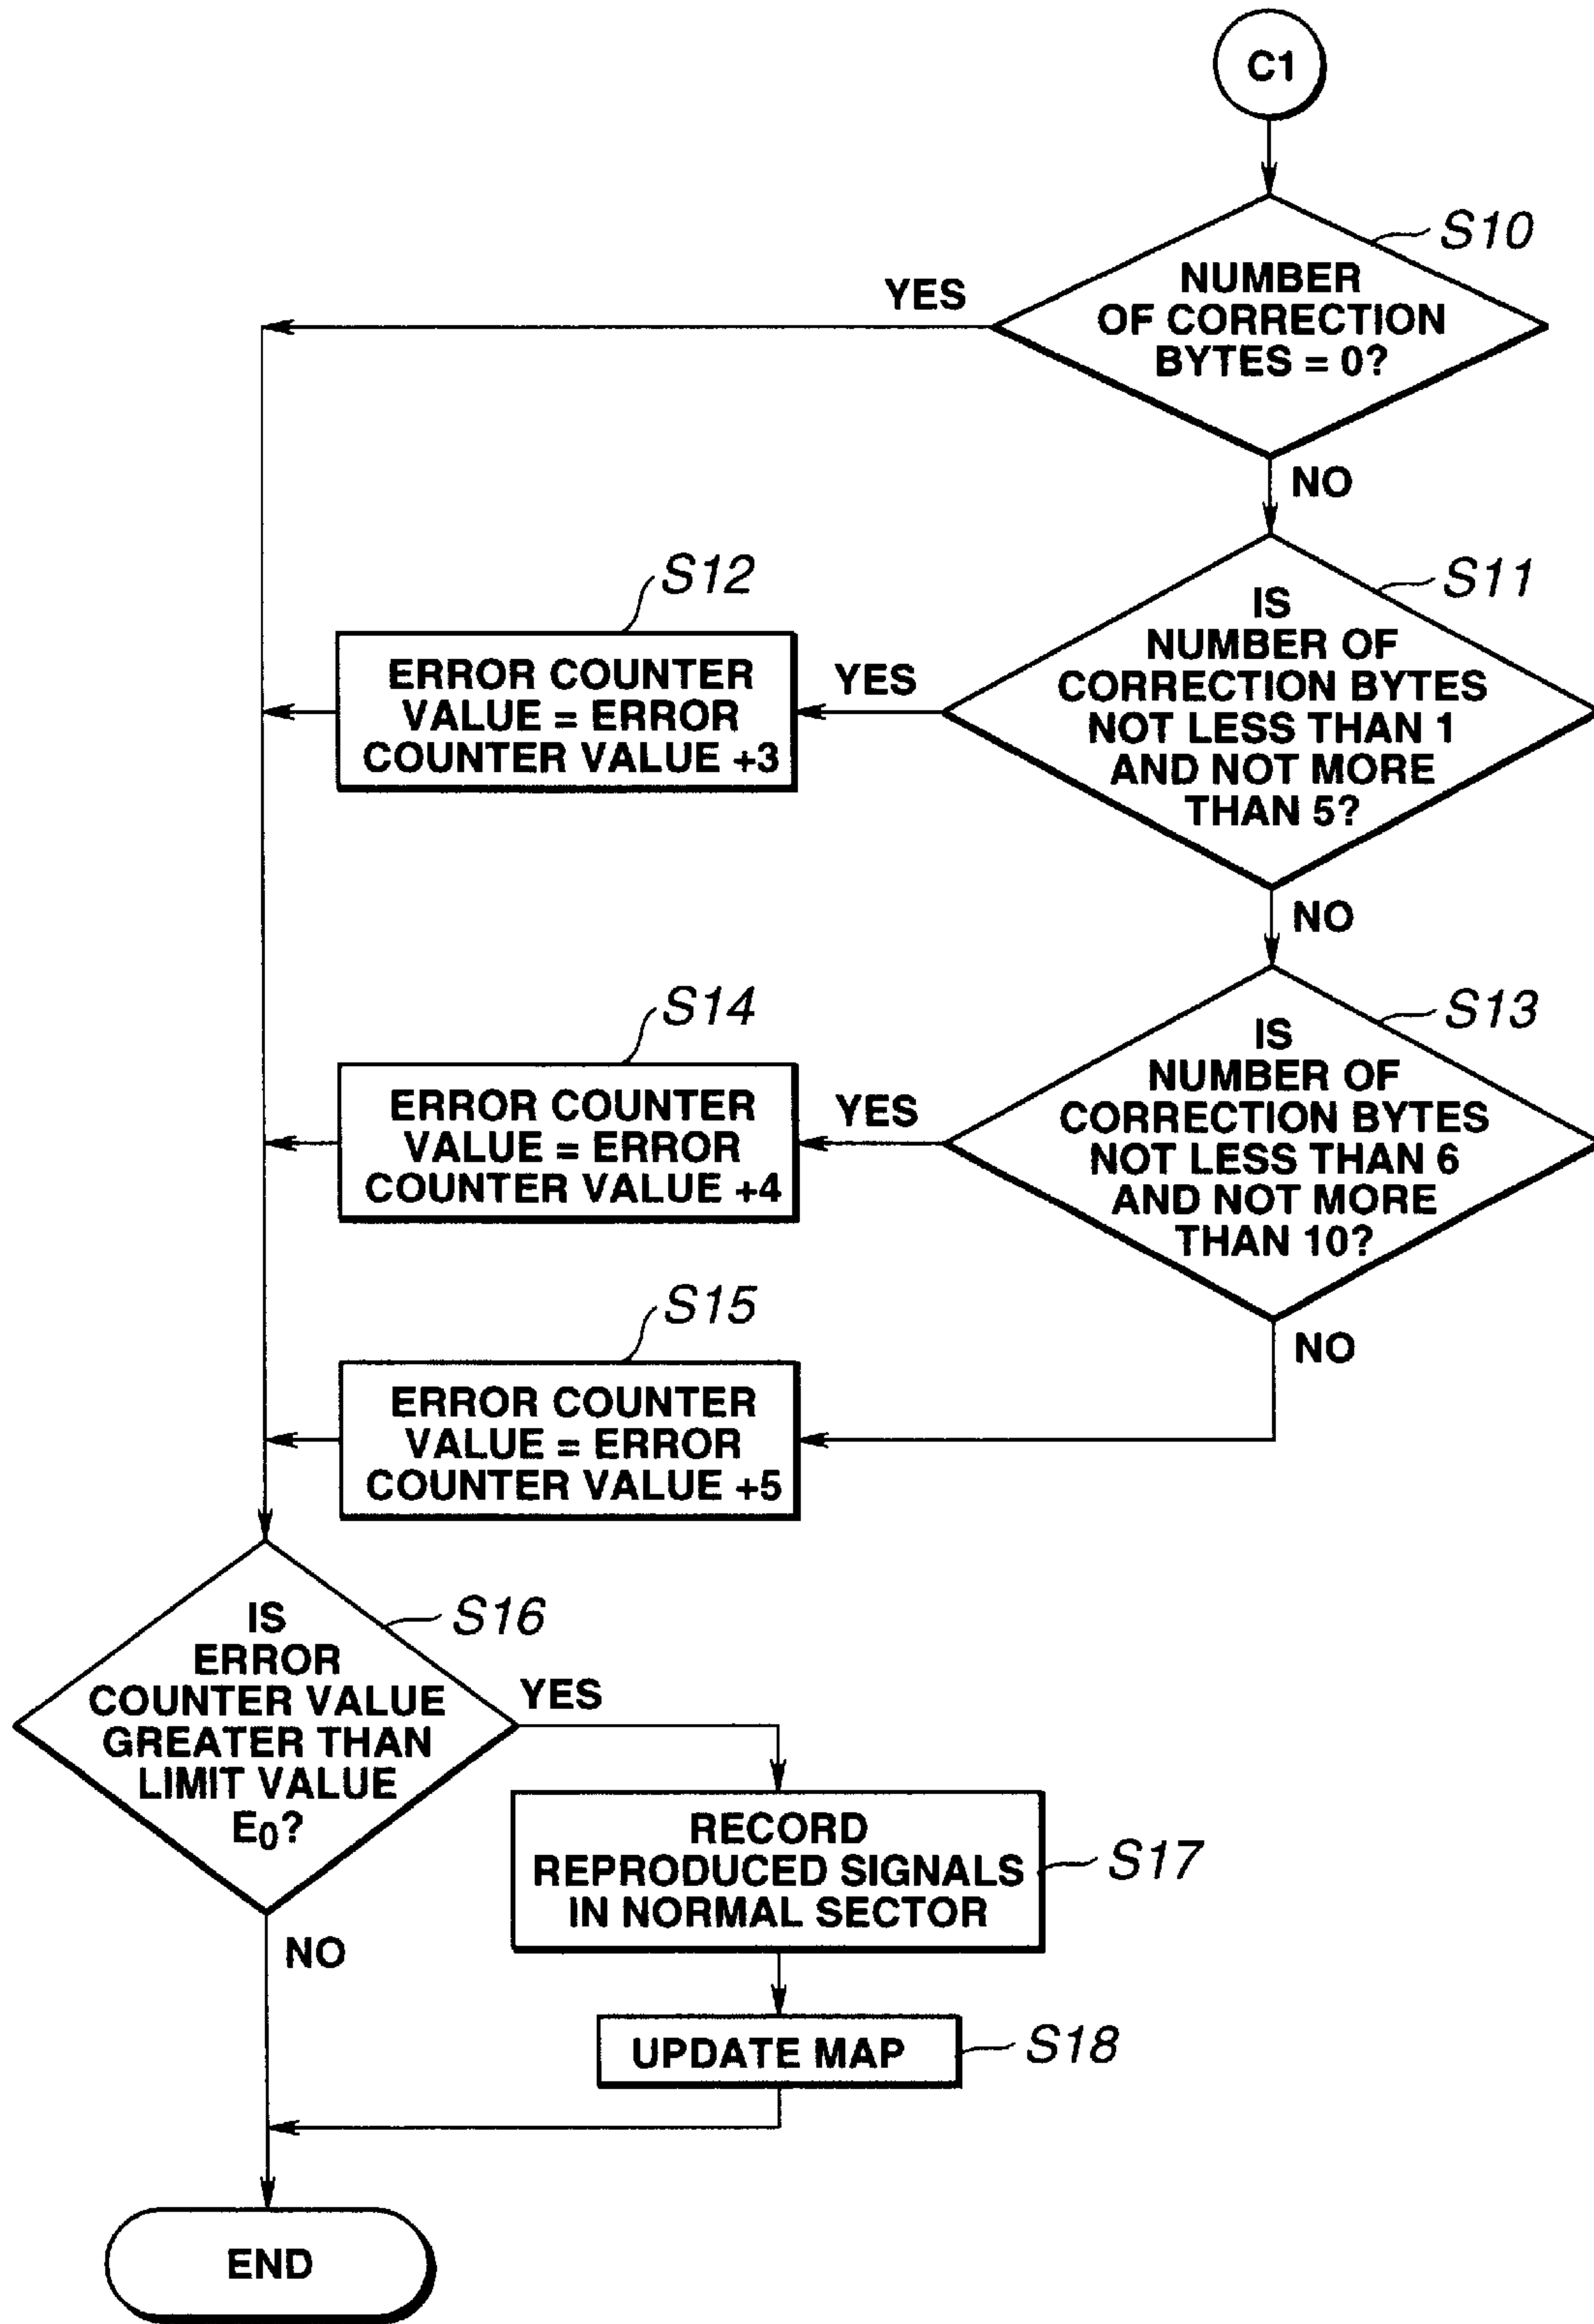 C1
S10
NUMBER
OF CORRECTION
BYTES = 0?
YES
NO
S11
IS
NUMBER OF
CORRECTION BYTES
NOT LESS THAN 1
AND NOT MORE
THAN 5?
YES
S12
ERROR COUNTER
VALUE = ERROR
COUNTER VALUE +3
NO
S13
IS
NUMBER OF
CORRECTION BYTES
NOT LESS THAN 6
AND NOT MORE
THAN 10?
YES
S14
ERROR COUNTER
VALUE = ERROR
COUNTER VALUE +4
NO
S15
ERROR COUNTER
VALUE = ERROR
COUNTER VALUE +5
S16
IS
ERROR
COUNTER VALUE
GREATER THAN
LIMIT VALUE
E0?
YES
S17
RECORD
REPRODUCED SIGNALS
IN NORMAL SECTOR
NO
S18
UPDATE MAP
END